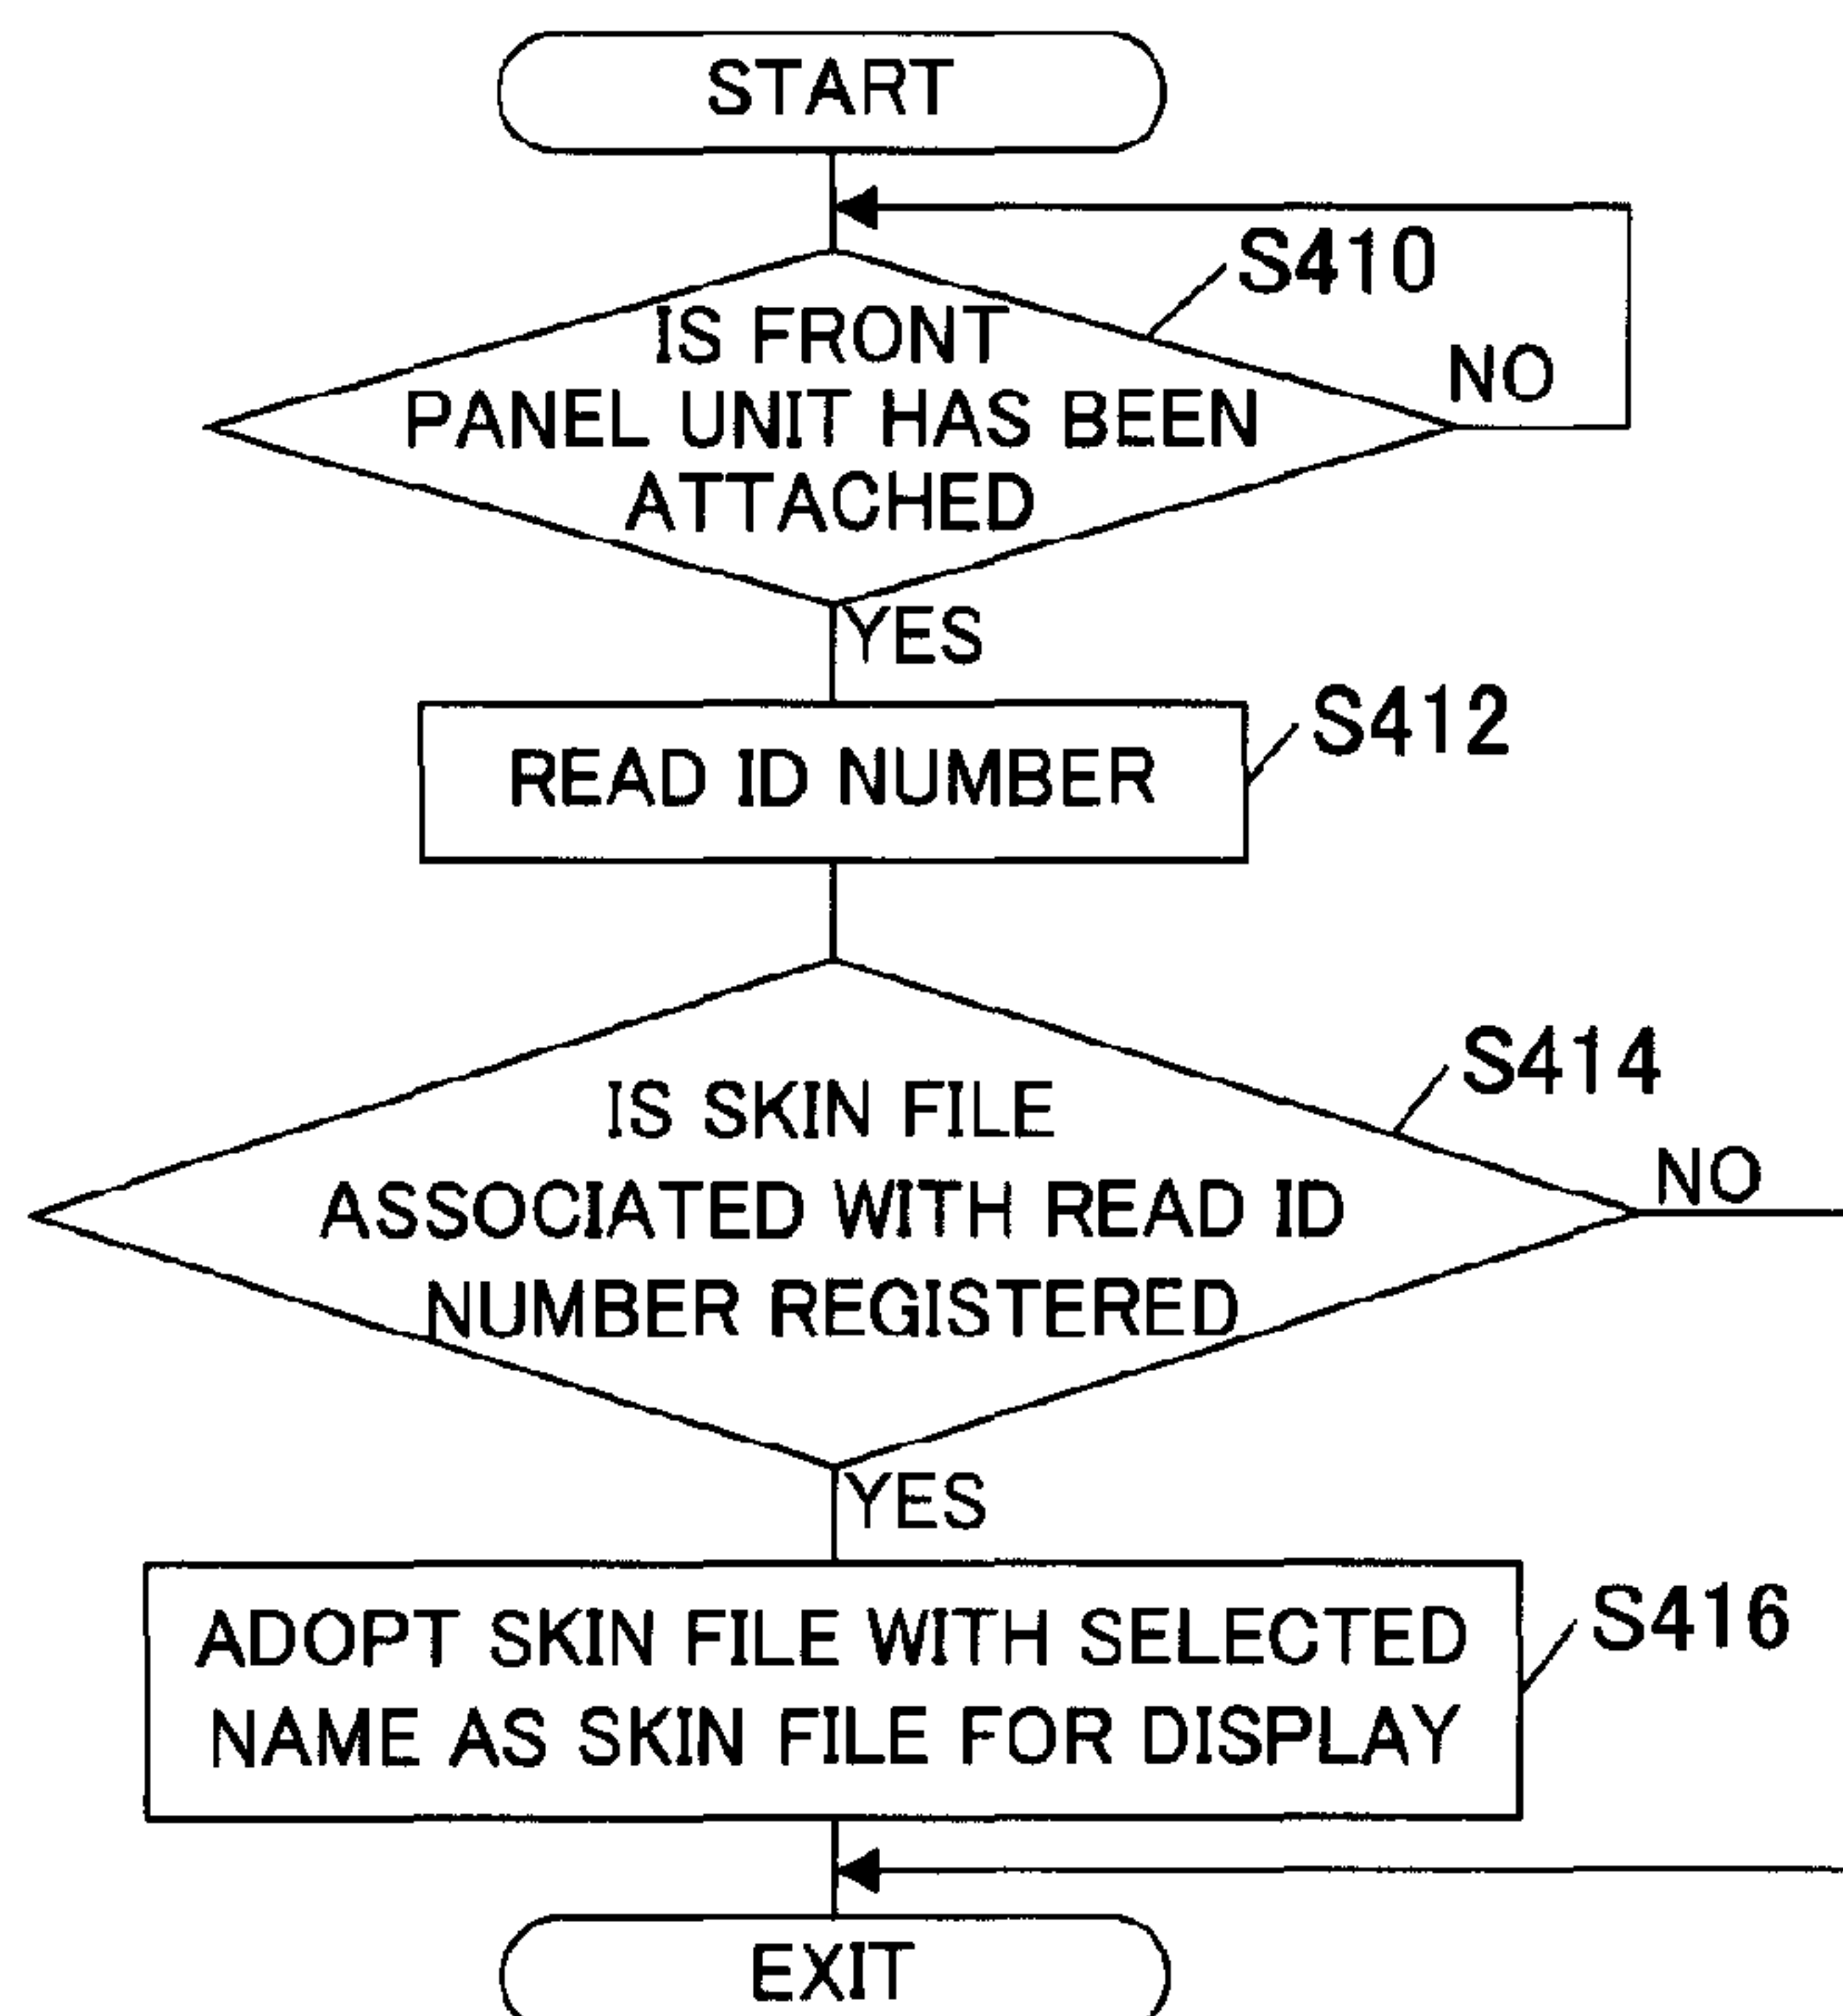 START
S410
IS FRONT
PANEL UNIT HAS BEEN
ATTACHED
NO
YES
READ ID NUMBER
S412
S414
IS SKIN FILE
ASSOCIATED WITH READ ID
NUMBER REGISTERED
NO
YES
ADOPT SKIN FILE WITH SELECTED
NAME AS SKIN FILE FOR DISPLAY
S416
EXIT